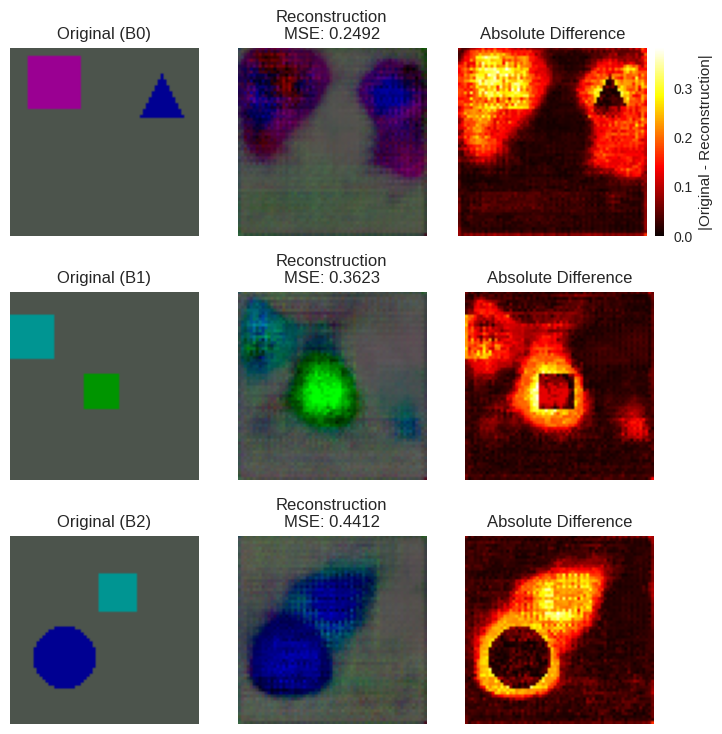 Original (B0)
Reconstruction
MSE: 0.2492
Absolute Difference
0.3
0.2
0.1
0.0
|Original - Reconstruction|
Original (B1)
Reconstruction
MSE: 0.3623
Absolute Difference
Original (B2)
Reconstruction
MSE: 0.4412
Absolute Difference